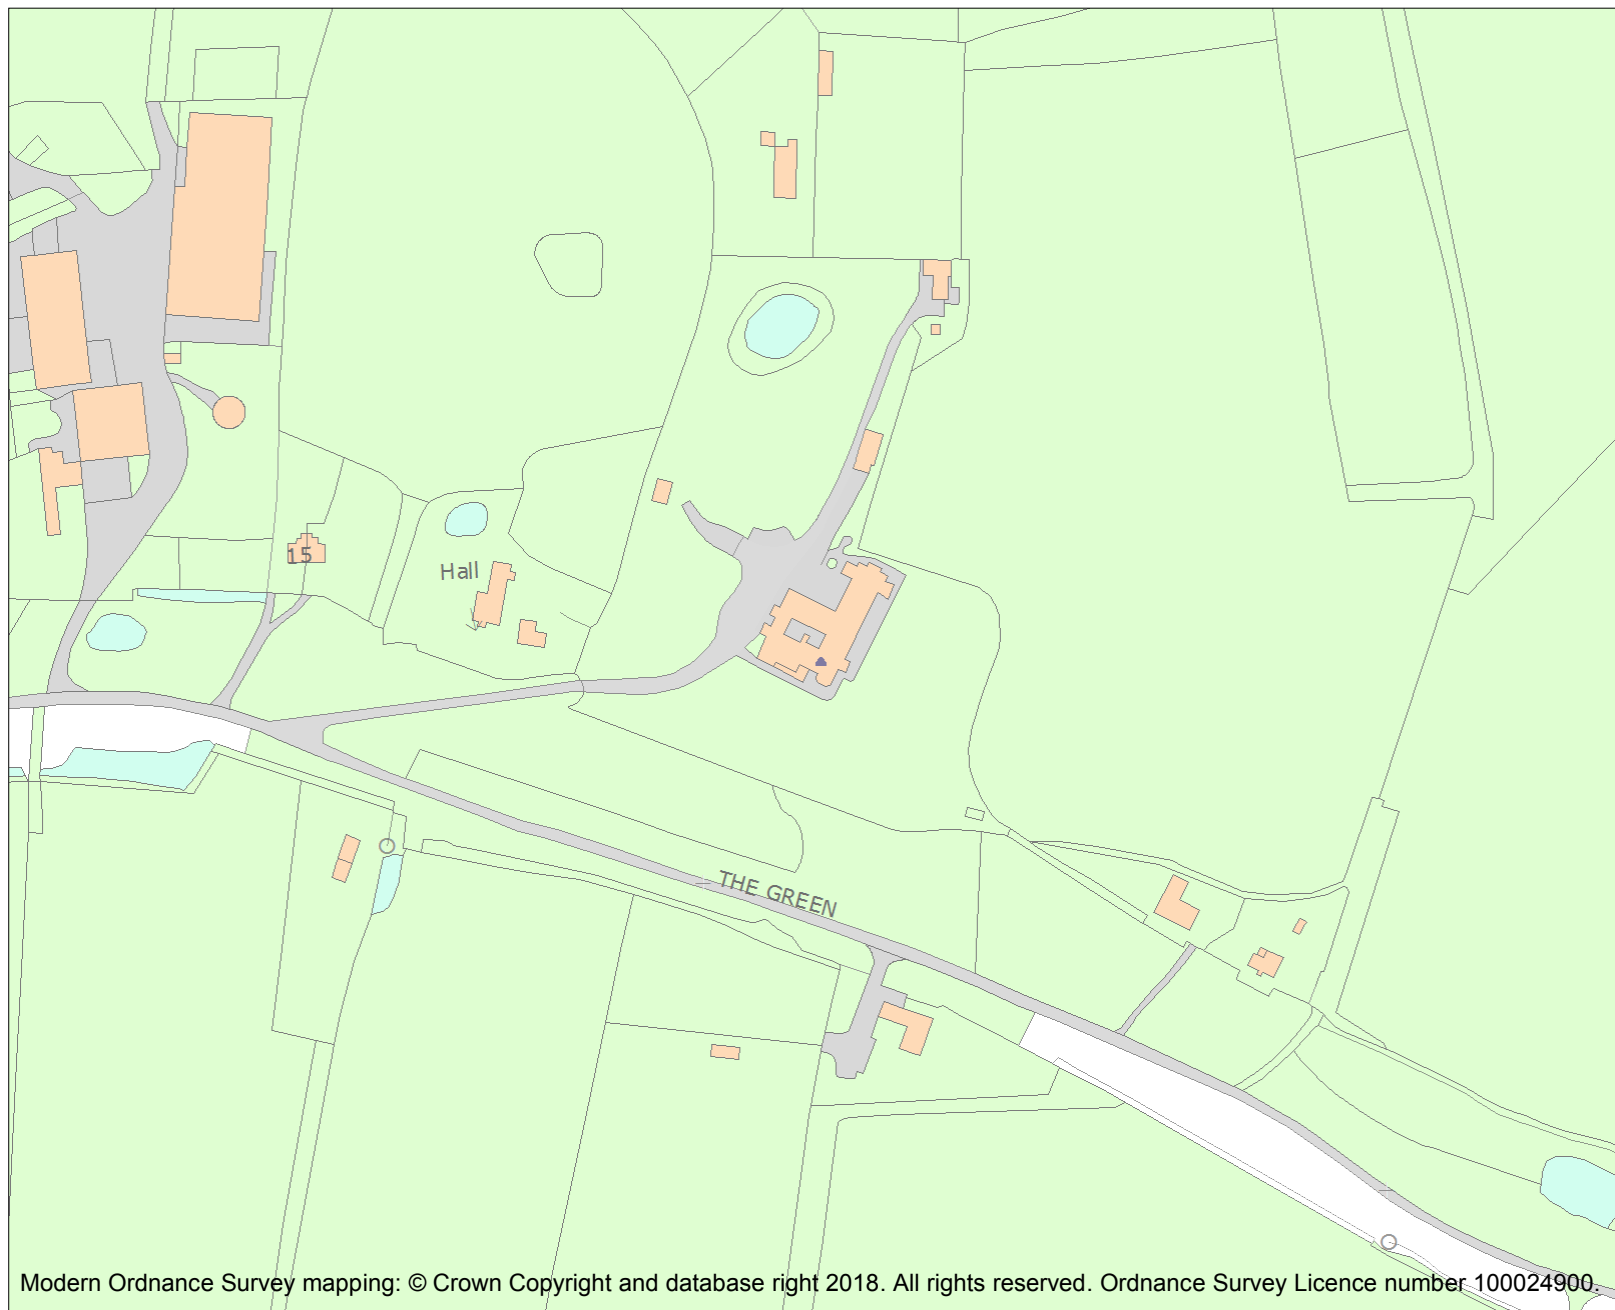 15
Hall
THE GREEN
Modern Ordnance Survey mapping: © Crown Copyright and database right 2018. All rights reserved. Ordnance Survey Licence number 100024900.